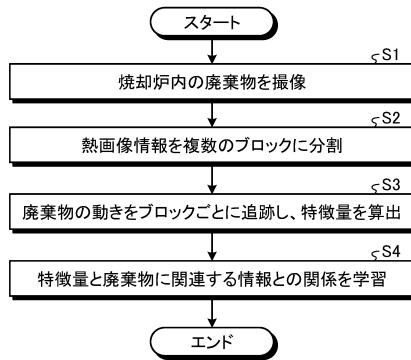 スタート
S1
焼却炉内の廃棄物を撮像
S2
熱画像情報を複数のブロックに分割
S3
廃棄物の動きをブロックごとに追跡し、特徴量を算出
S4
特徴量と廃棄物に関連する情報との関係を学習
エンド